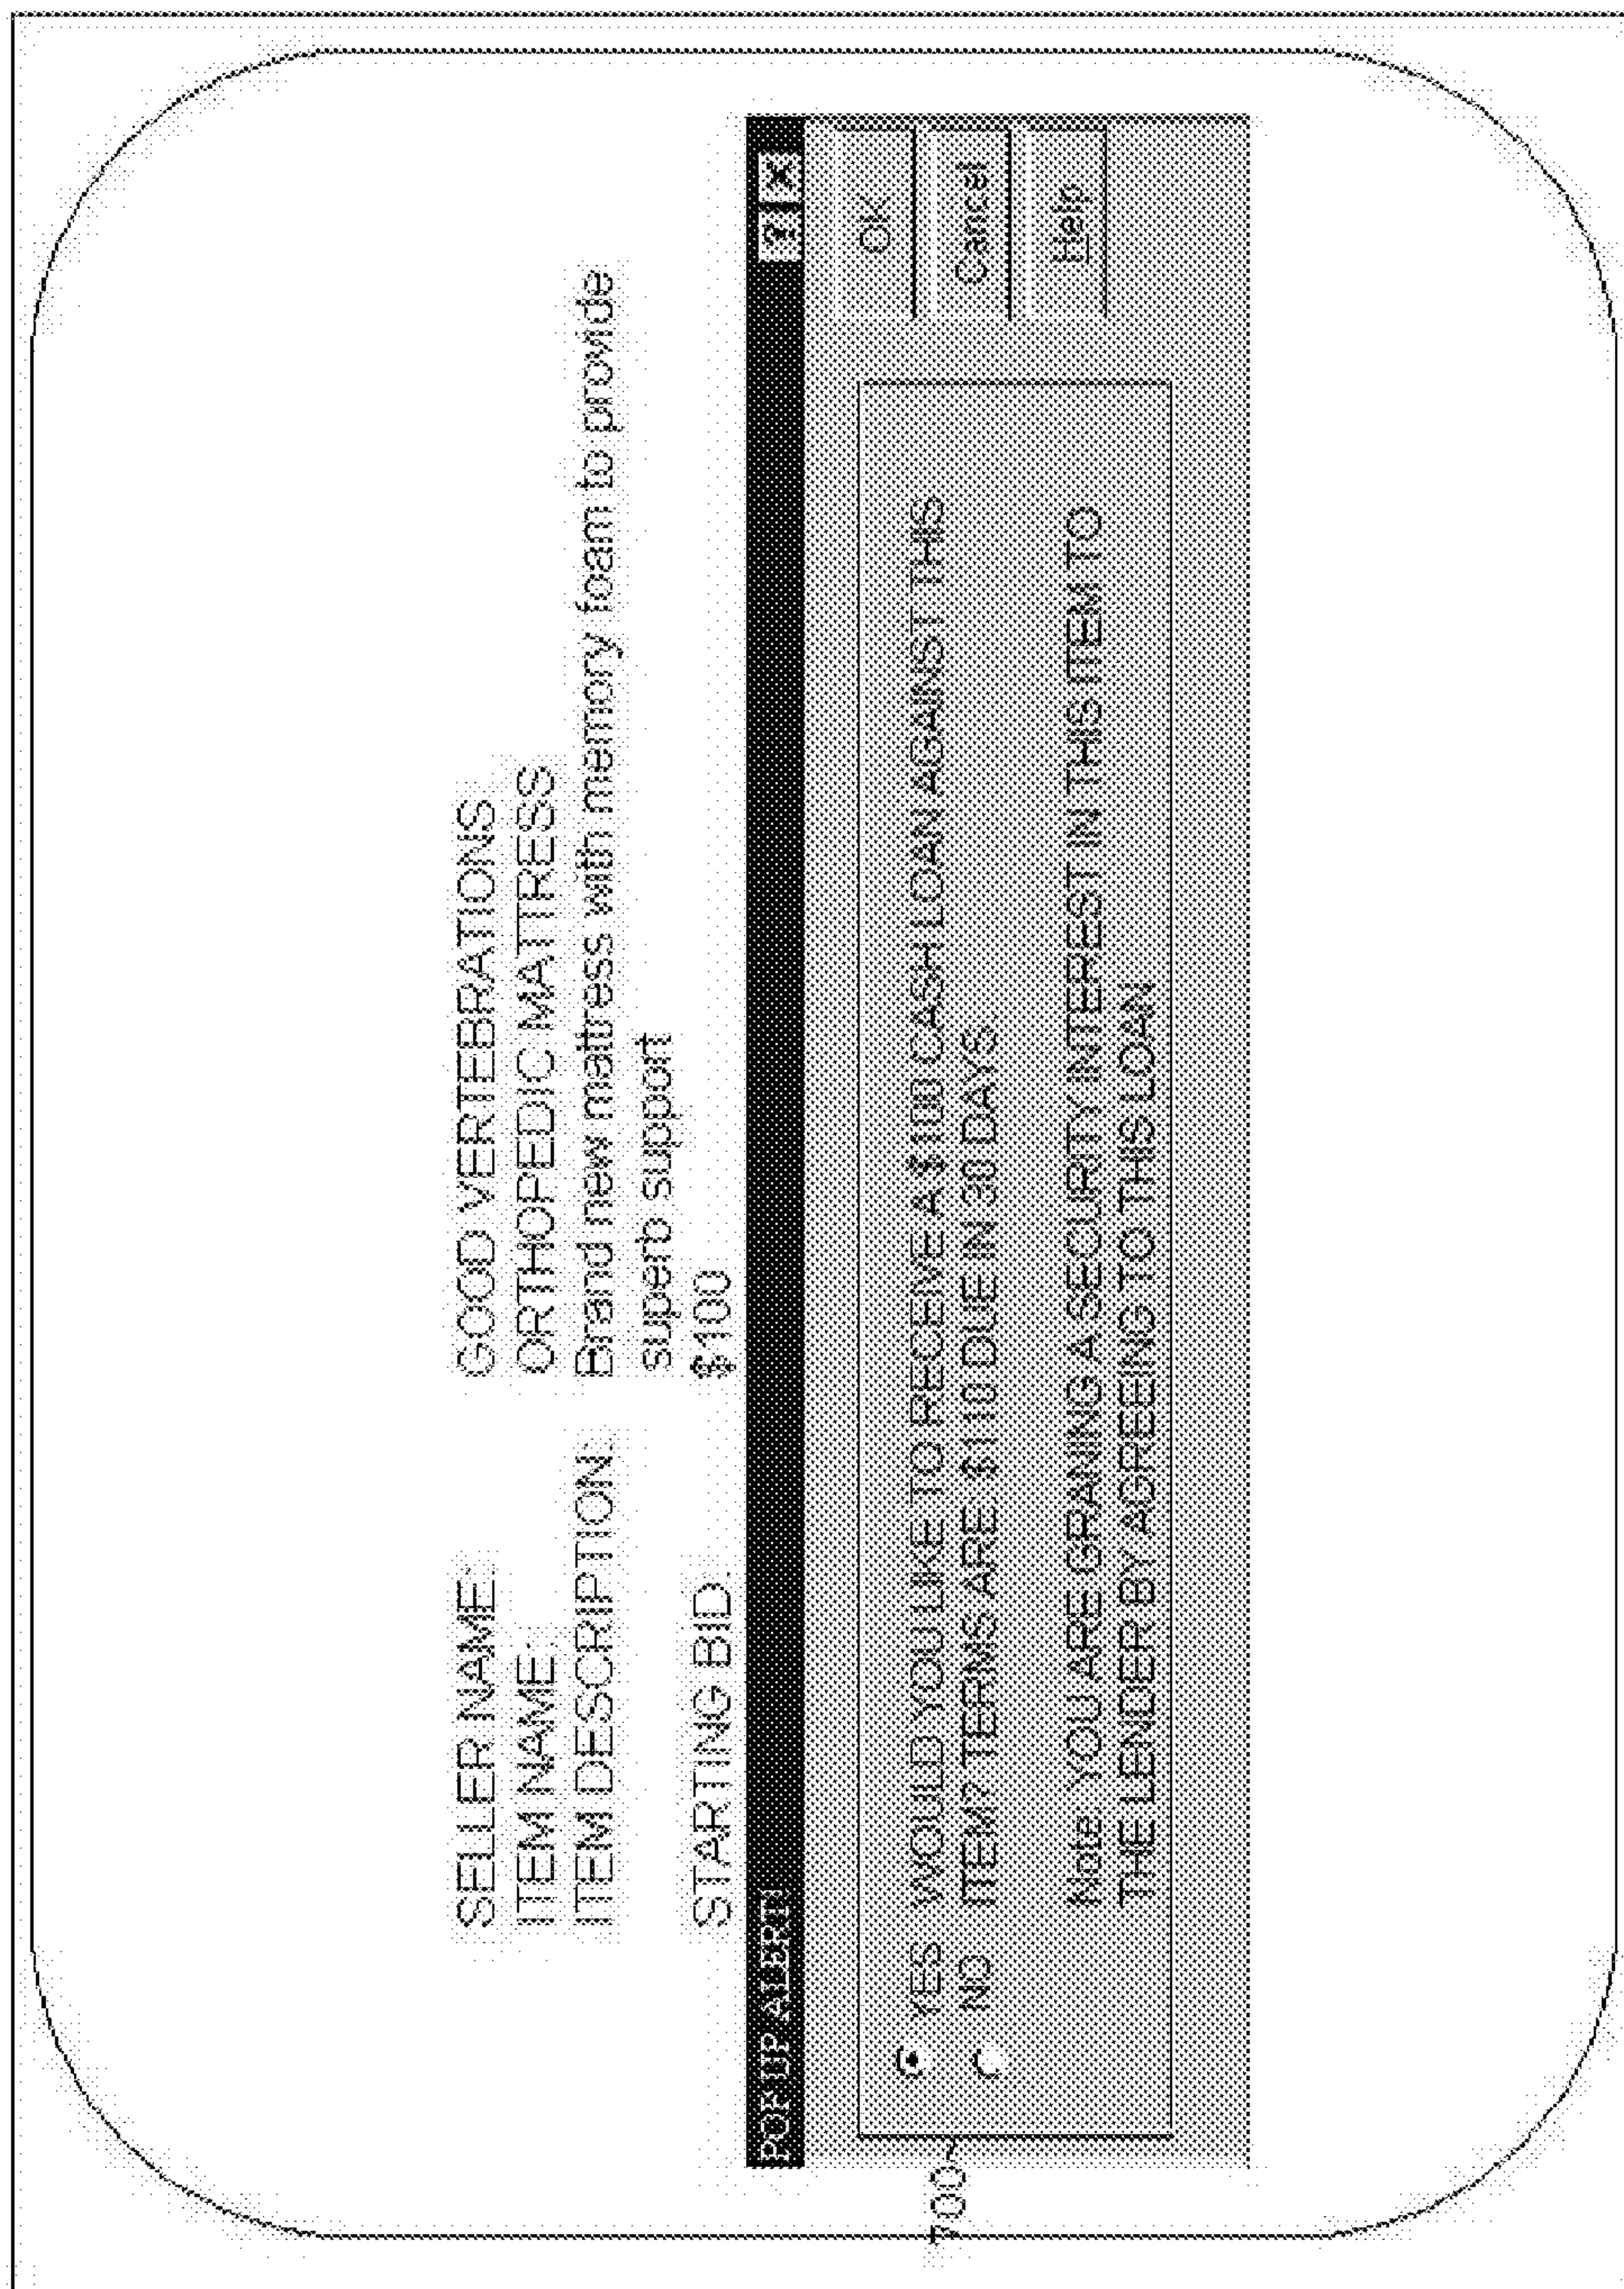 SELLER NAME: GOOD VERTEBRATIONS
ITEM NAME: ORTHOPEDIC MATTRESS
ITEM DESCRIPTION: Brand new mattress with memory foam to provide
superb support
STARTING BID: $100
POP UP ALERT ? X
YES WOULD YOU LIKE TO RECEIVE A $100 CASH LOAN AGAINST THIS
NO ITEM? TERMS ARE $110 DUE IN 30 DAYS
Note: YOU ARE GRANING A SECURITY INTEREST IN THIS ITEM TO
THE LENDER BY AGREEING TO THIS LOAN
OK
Cancel
Help
700